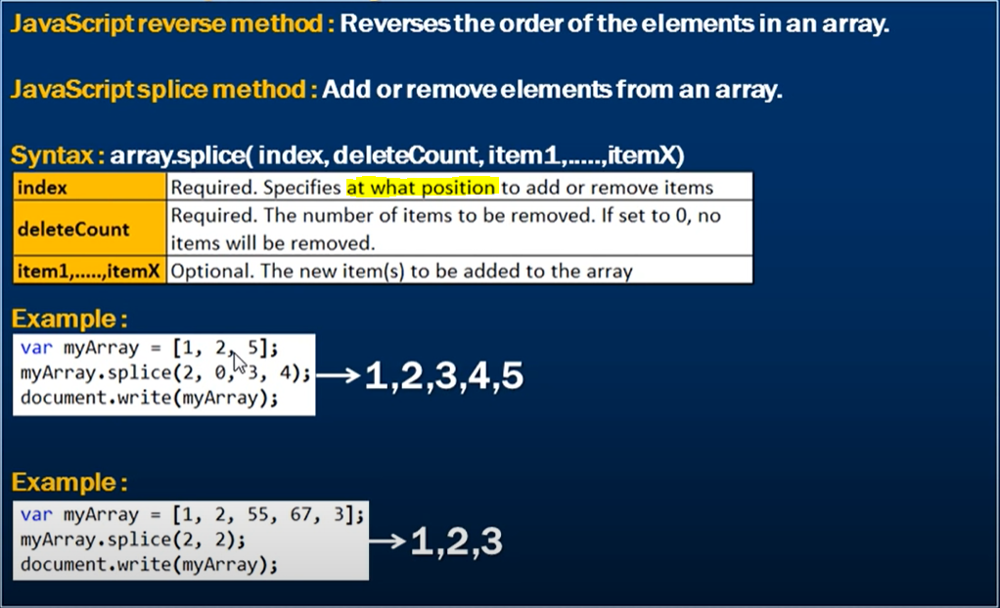 JavaScript reverse method : Reverses the order of the elements in an array.
JavaScript splice method : Add or remove elements from an array.
Syntax : array.splice( index, deleteCount, item1,.....,itemX)
index Required. Specifies at what position to add or remove items
deleteCount Required. The number of items to be removed. If set to 0, no
items will be removed.
item1,.....,itemX Optional. The new item(s) to be added to the array
Example :
var myArray = [1, 2, 5];
myArray.splice(2, 0, 3, 4); 1,2,3,4,5
document.write(myArray);
Example :
var myArray = [1, 2, 55, 67, 3];
myArray.splice(2, 2); 1,2,3
document.write(myArray);